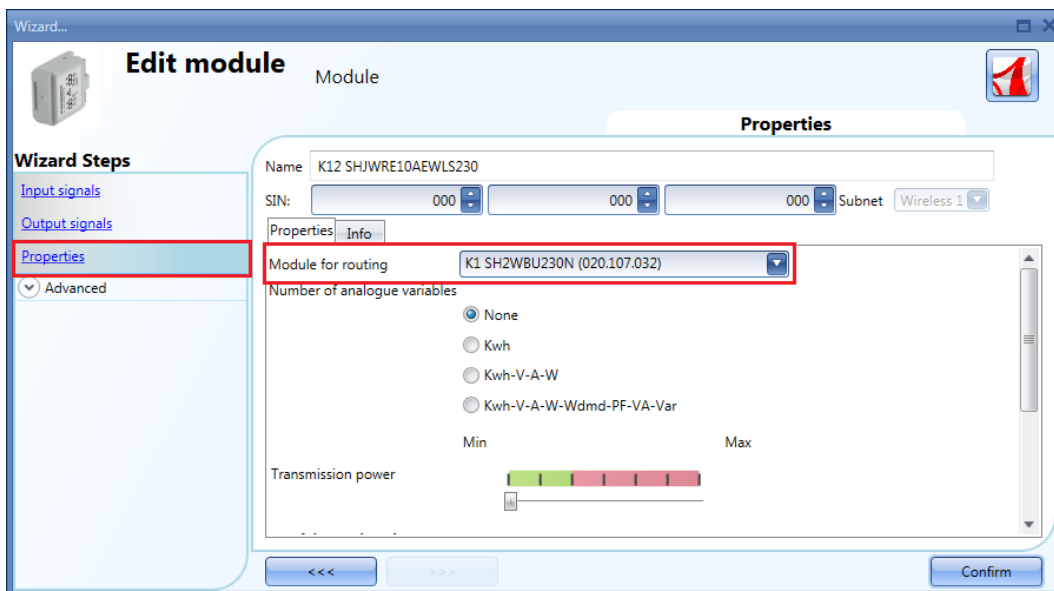 Wizard...
Edit module
Module
Properties
Wizard Steps
Input signals
Output signals
Properties
Advanced
Name K12 SHJWRE10AEWLS230
SIN: 000 000 000 Subnet Wireless 1
Properties Info
Module for routing K1 SH2WBU230N (020.107.032)
Number of analogue variables
None
Kwh
Kwh-V-A-W
Kwh-V-A-W-Wdmd-PF-VA-Var
Min Max
Transmission power
<<< >>> Confirm